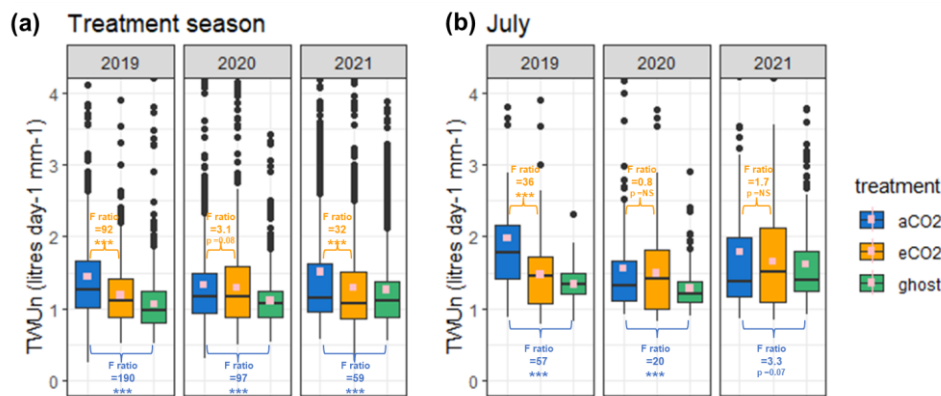 (a) Treatment season
2019 2020 2021
TWUn (litres day-1 mm-1)
4
3
2
1
0
F ratio
=92
***
F ratio
=3.1
p =0.08
F ratio
=32
***
F ratio
=190
***
F ratio
=97
***
F ratio
=59
***
(b) July
2019 2020 2021
TWUn (litres day-1 mm-1)
4
3
2
1
0
F ratio
=36
***
F ratio
=0.8
p =NS
F ratio
=1.7
p =NS
F ratio
=57
***
F ratio
=20
***
F ratio
=3.3
p =0.07
treatment
aCO2
eCO2
ghost